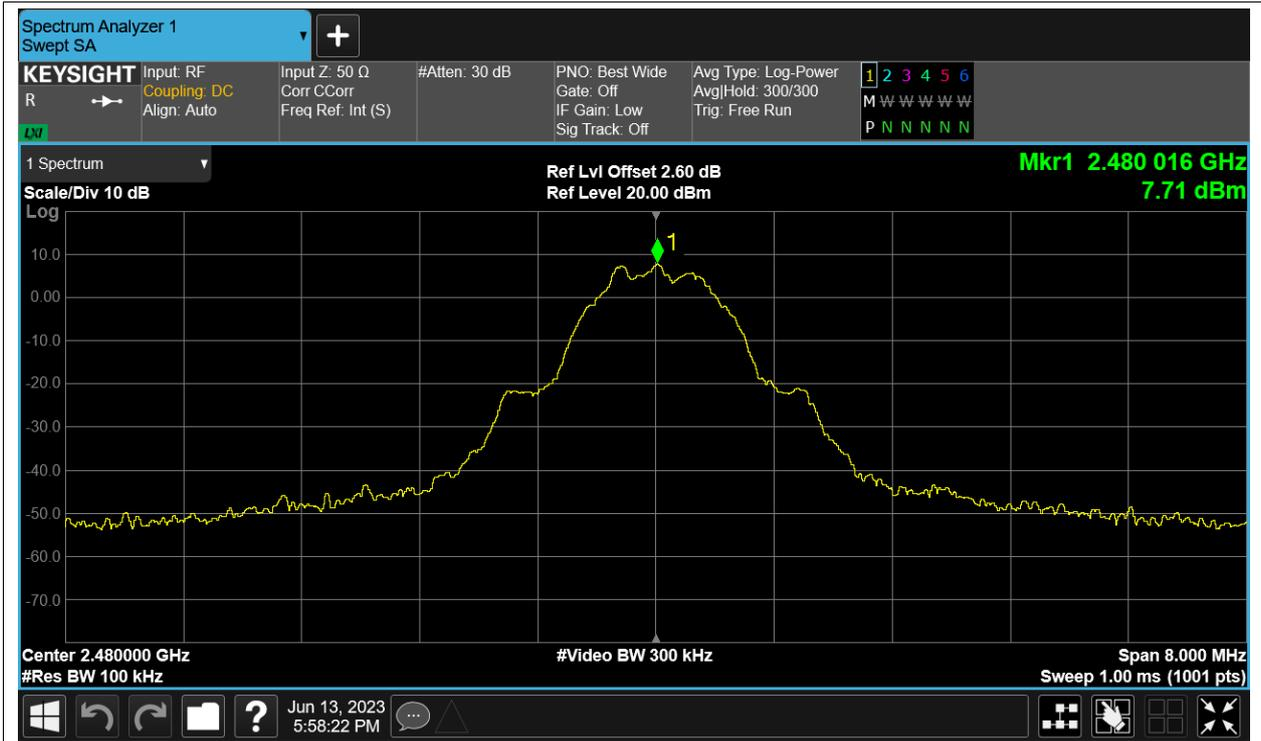 Spectrum Analyzer 1
Swept SA
+
KEYSIGHT
R
LXI
Input: RF
Coupling: DC
Align: Auto
Input Z: 50 Ω
Corr CCorr
Freq Ref: Int (S)
#Atten: 30 dB
PNO: Best Wide
Gate: Off
IF Gain: Low
Sig Track: Off
Avg Type: Log-Power
Avg|Hold: 300/300
Trig: Free Run
1 2 3 4 5 6
M W W W W W
P N N N N N
1 Spectrum
Scale/Div 10 dB
Ref Lvl Offset 2.60 dB
Ref Level 20.00 dBm
Mkr1 2.480 016 GHz
7.71 dBm
Log
1
10.0
0.00
-10.0
-20.0
-30.0
-40.0
-50.0
-60.0
-70.0
Center 2.480000 GHz
#Res BW 100 kHz
#Video BW 300 kHz
Span 8.000 MHz
Sweep 1.00 ms (1001 pts)
?
Jun 13, 2023
5:58:22 PM